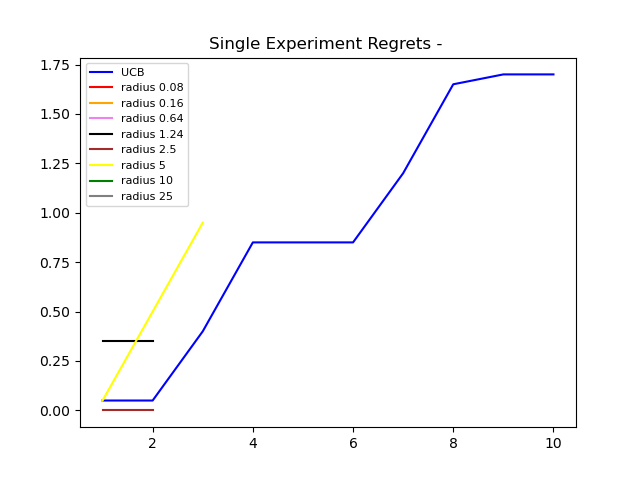 Single Experiment Regrets -
1.75
1.50
1.25
1.00
0.75
0.50
0.25
0.00
UCB
radius 0.08
radius 0.16
radius 0.64
radius 1.24
radius 2.5
radius 5
radius 10
radius 25
2 4 6 8 10